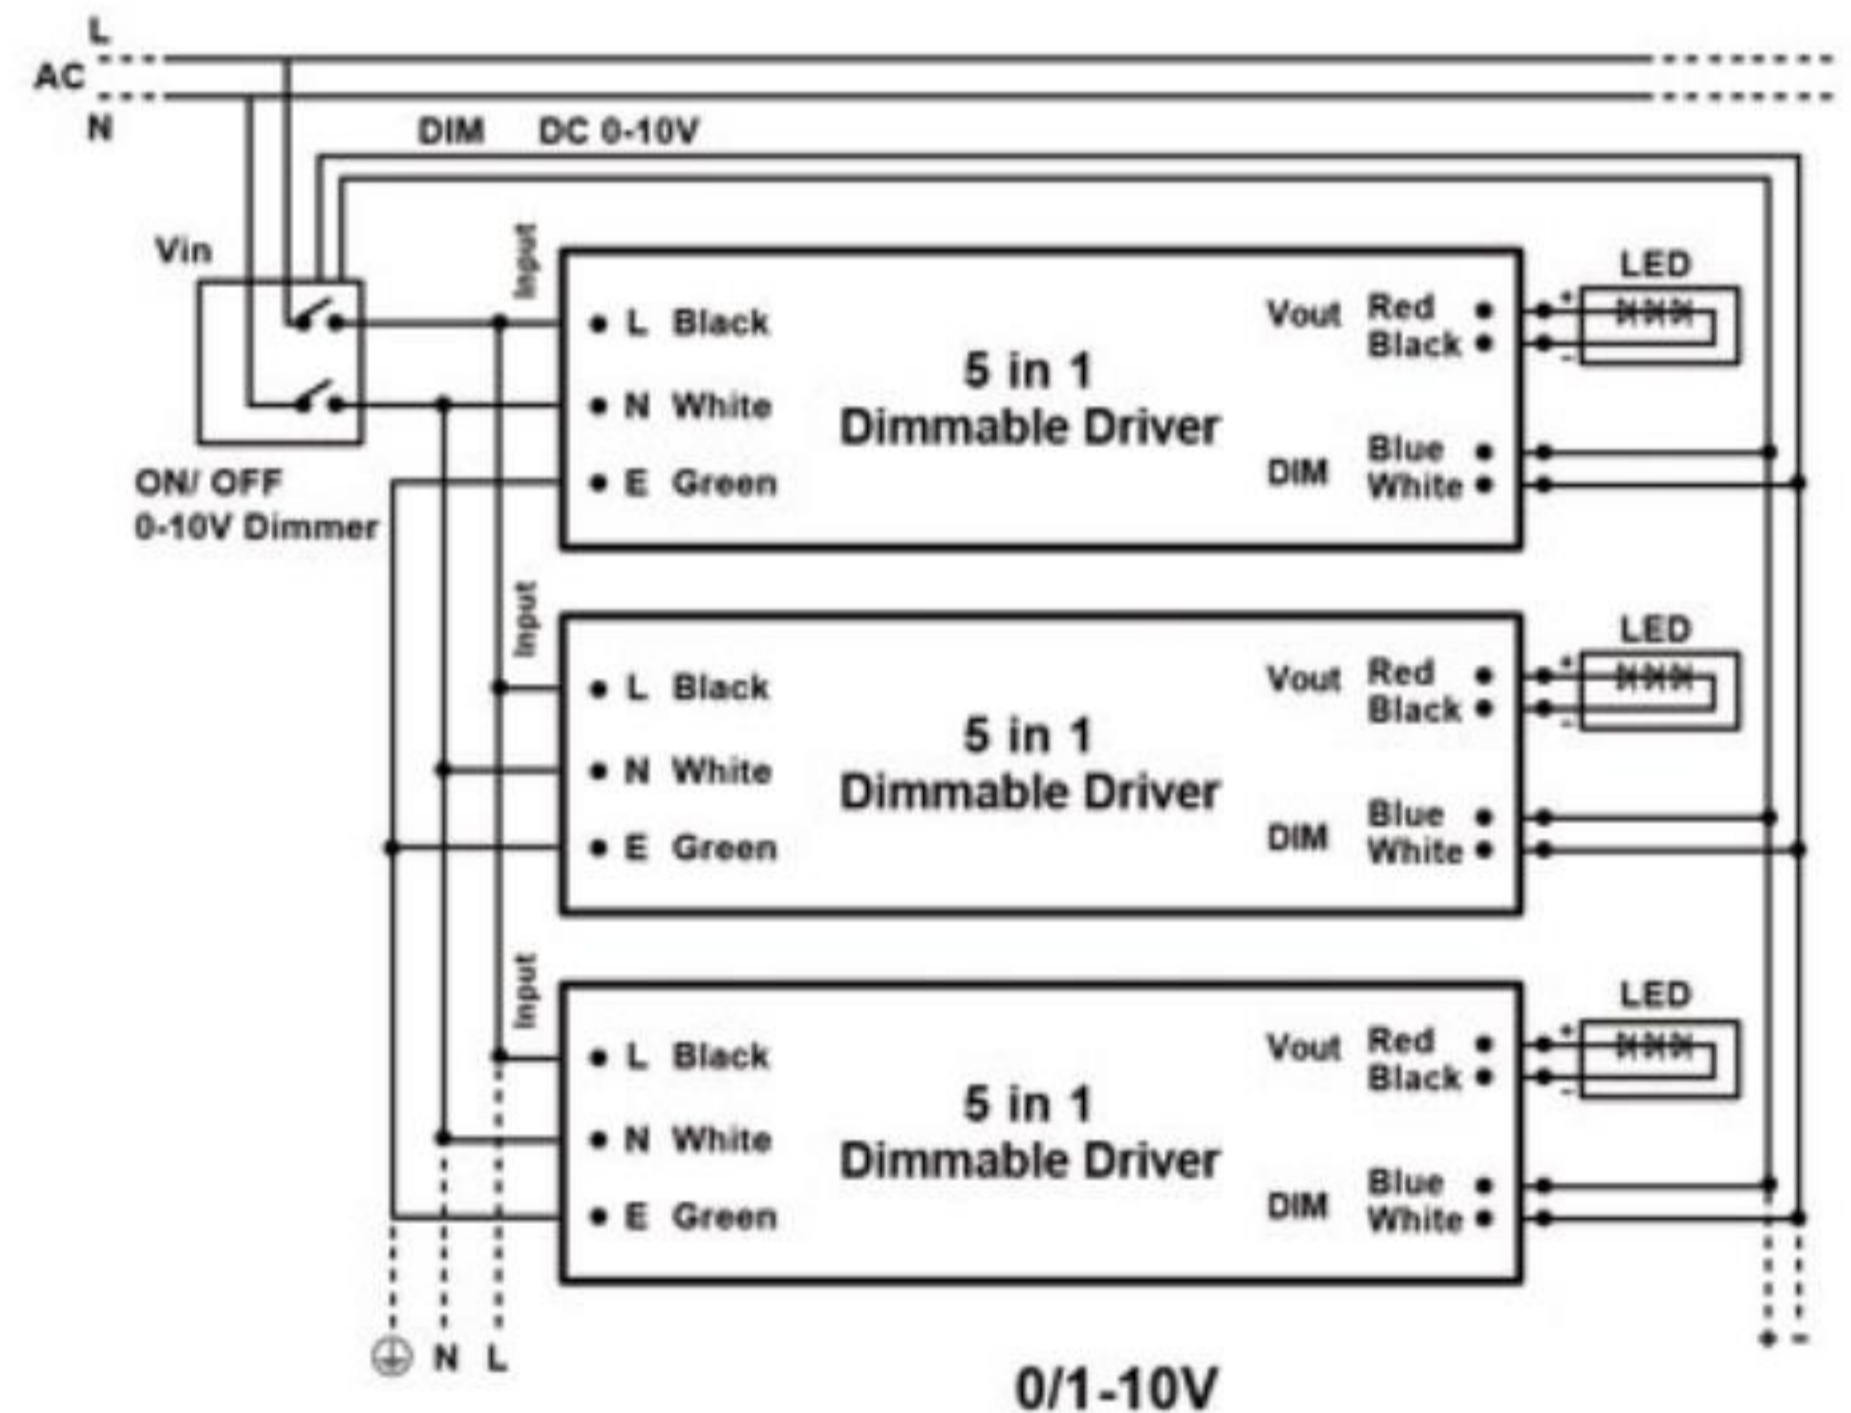 L
AC
N
DIM DC 0-10V
Vin
ON/ OFF
0-10V Dimmer
Input
L Black
N White
E Green
5 in 1
Dimmable Driver
Vout Red
Black
DIM Blue
White
LED
+
-
Input
L Black
N White
E Green
5 in 1
Dimmable Driver
Vout Red
Black
DIM Blue
White
LED
+
-
Input
L Black
N White
E Green
5 in 1
Dimmable Driver
Vout Red
Black
DIM Blue
White
LED
+
-
N L
+ -
0/1-10V